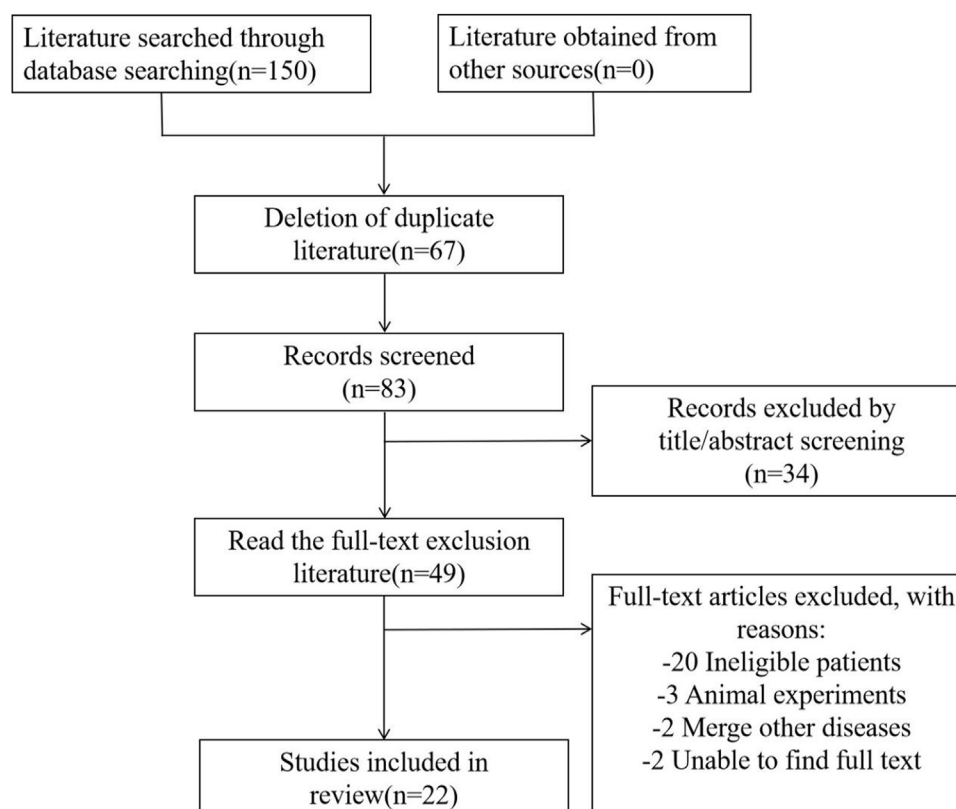 Literature searched through
database searching(n=150)
Literature obtained from
other sources(n=0)
Deletion of duplicate
literature(n=67)
Records screened
(n=83)
Records excluded by
title/abstract screening
(n=34)
Read the full-text exclusion
literature(n=49)
Full-text articles excluded, with
reasons:
-20 Ineligible patients
-3 Animal experiments
-2 Merge other diseases
-2 Unable to find full text
Studies included in
review(n=22)